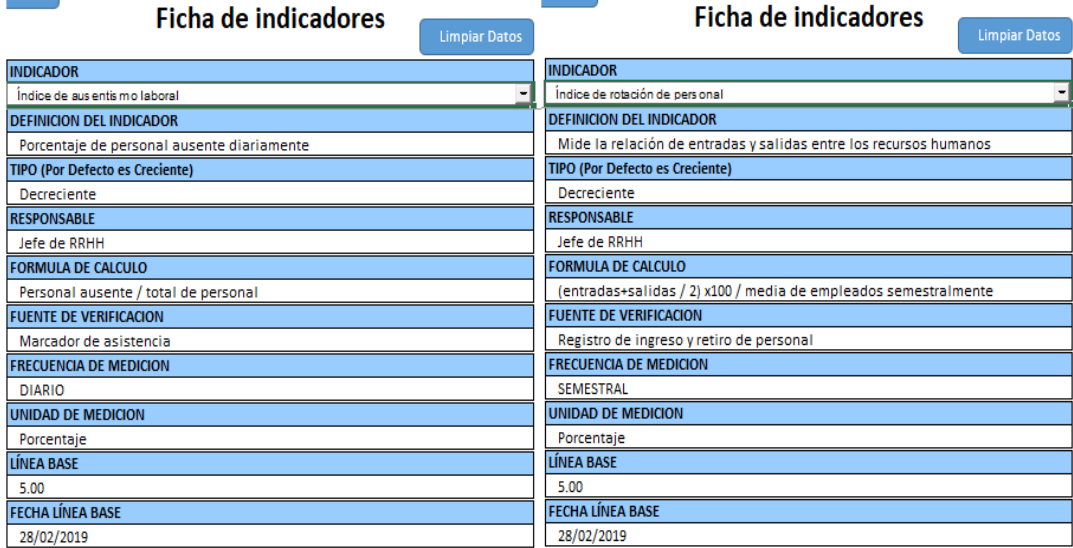 Ficha de indicadores
Limpiar Datos
INDICADOR
Índice de ausentismo laboral
DEFINICION DEL INDICADOR
Porcentaje de personal ausente diariamente
TIPO (Por Defecto es Creciente)
Decreciente
RESPONSABLE
Jefe de RRHH
FORMULA DE CALCULO
Personal ausente / total de personal
FUENTE DE VERIFICACION
Marcador de asistencia
FRECUENCIA DE MEDICION
DIARIO
UNIDAD DE MEDICION
Porcentaje
LÍNEA BASE
5.00
FECHA LÍNEA BASE
28/02/2019
Ficha de indicadores
Limpiar Datos
INDICADOR
Índice de rotación de personal
DEFINICION DEL INDICADOR
Mide la relación de entradas y salidas entre los recursos humanos
TIPO (Por Defecto es Creciente)
Decreciente
RESPONSABLE
Jefe de RRHH
FORMULA DE CALCULO
(entradas+salidas / 2) x100 / media de empleados semestralmente
FUENTE DE VERIFICACION
Registro de ingreso y retiro de personal
FRECUENCIA DE MEDICION
SEMESTRAL
UNIDAD DE MEDICION
Porcentaje
LÍNEA BASE
5.00
FECHA LÍNEA BASE
28/02/2019